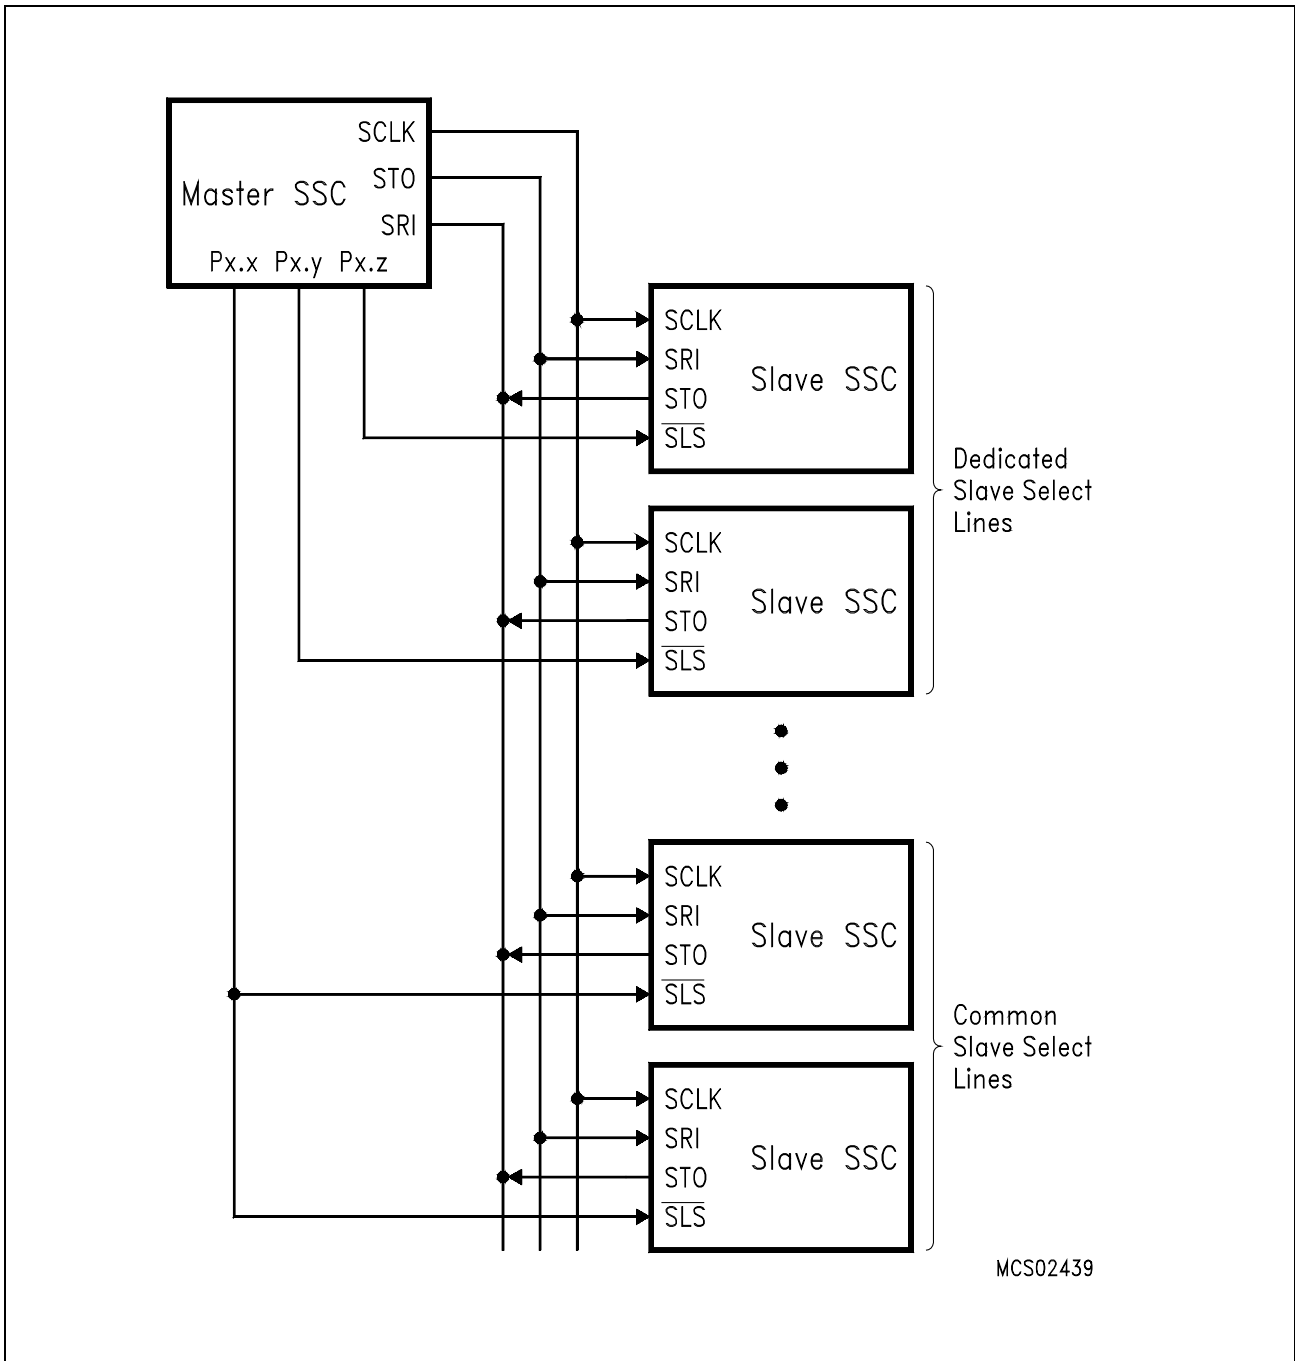 SCLK
STO
Master SSC
SRI
Px.x Px.y Px.z
SCLK
SRI
Slave SSC
STO
SLS
Dedicated
Slave Select
Lines
SCLK
SRI
Slave SSC
STO
SLS
SCLK
SRI
Slave SSC
STO
SLS
Common
Slave Select
Lines
SCLK
SRI
Slave SSC
STO
SLS
MCS02439